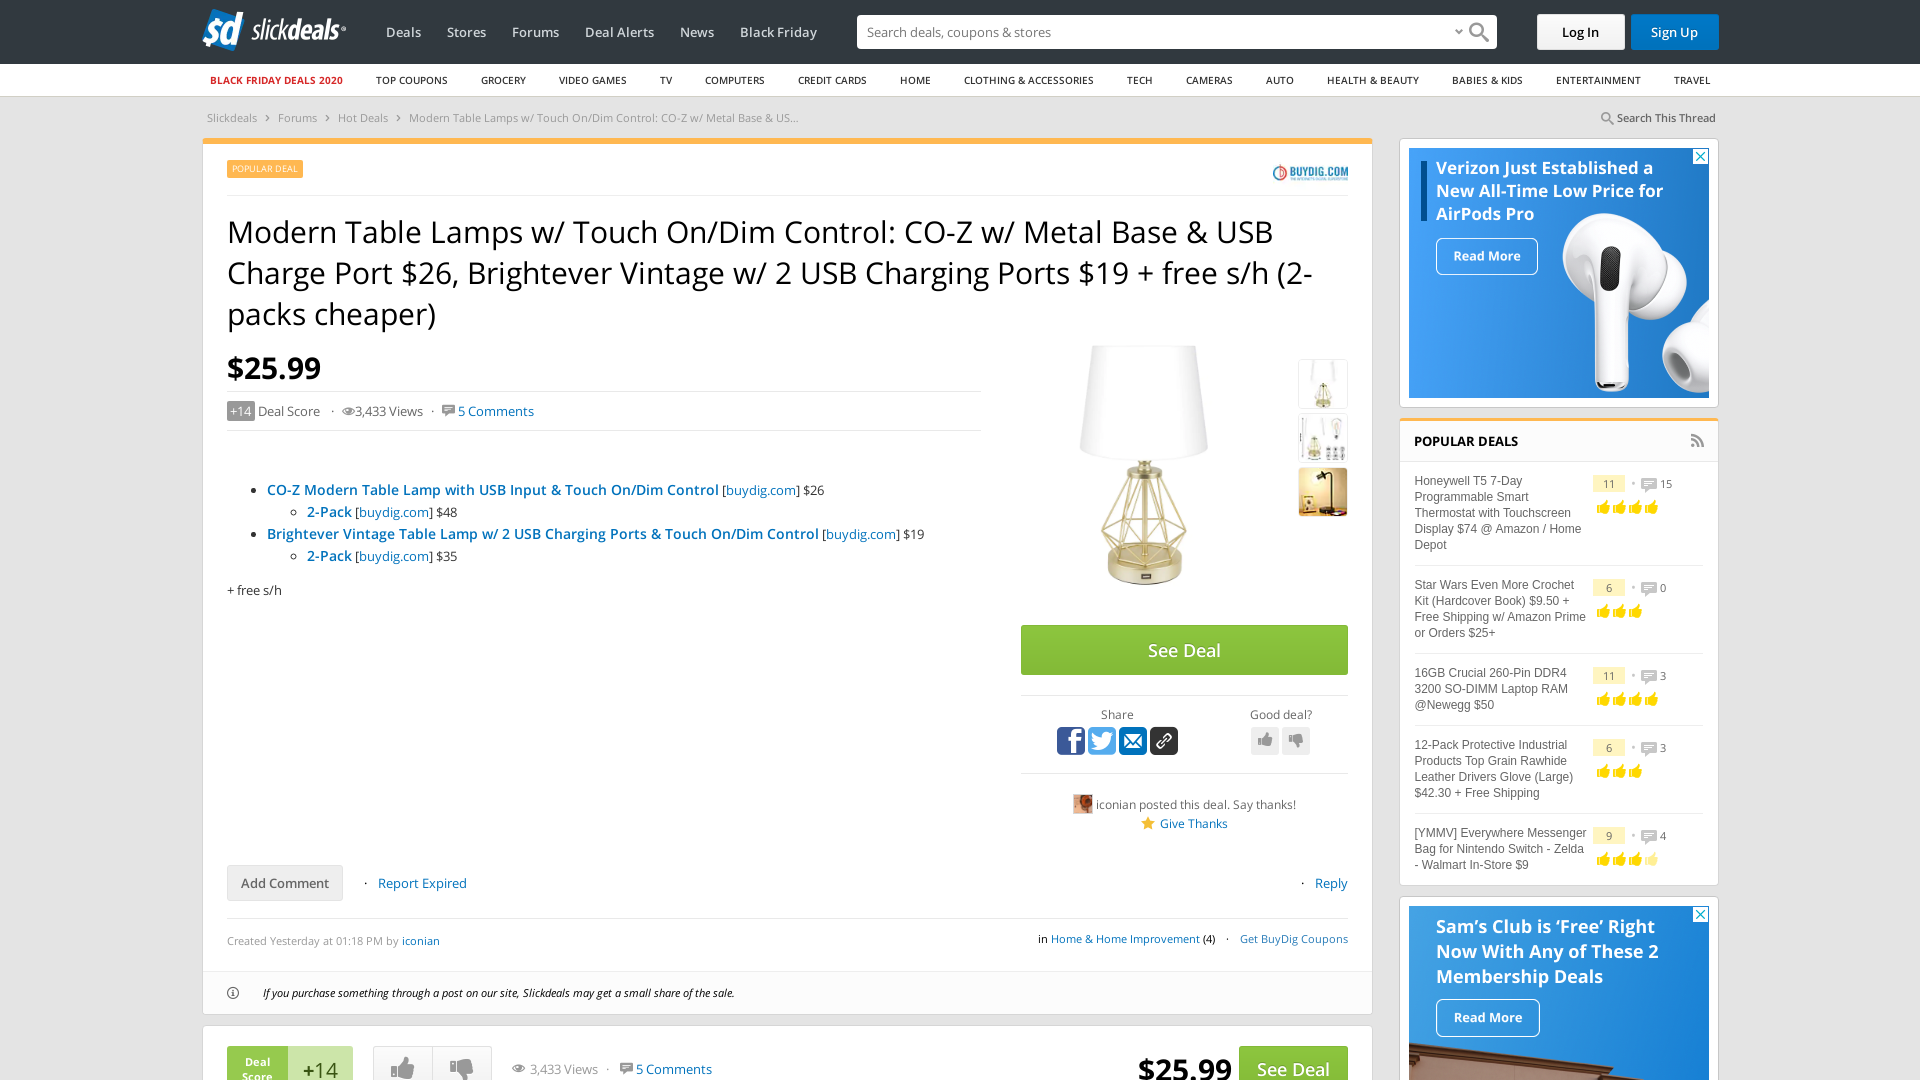 sd slickdeals
Deals
Stores
Forums
Deal Alerts
News
Black Friday
Search deals, coupons & stores
Log In
Sign Up
BLACK FRIDAY DEALS 2020
TOP COUPONS
GROCERY
VIDEO GAMES
TV
COMPUTERS
CREDIT CARDS
HOME
CLOTHING & ACCESSORIES
TECH
CAMERAS
AUTO
HEALTH & BEAUTY
BABIES & KIDS
ENTERTAINMENT
TRAVEL
Slickdeals › Forums › Hot Deals › Modern Table Lamps w/ Touch On/Dim Control: CO-Z w/ Metal Base & US...
Search This Thread
POPULAR DEAL
BUYDIG.COM
Modern Table Lamps w/ Touch On/Dim Control: CO-Z w/ Metal Base & USB
Charge Port $26, Brightever Vintage w/ 2 USB Charging Ports $19 + free s/h (2-
packs cheaper)
$25.99
+14 Deal Score · 3,433 Views · 5 Comments
• CO-Z Modern Table Lamp with USB Input & Touch On/Dim Control [buydig.com] $26
2-Pack [buydig.com] $48
• Brightever Vintage Table Lamp w/ 2 USB Charging Ports & Touch On/Dim Control [buydig.com] $19
2-Pack [buydig.com] $35
+ free s/h
See Deal
Share
Good deal?
iconian posted this deal. Say thanks!
Give Thanks
Add Comment
· Report Expired
· Reply
Created Yesterday at 01:18 PM by iconian
in Home & Home Improvement (4) · Get BuyDig Coupons
If you purchase something through a post on our site, Slickdeals may get a small share of the sale.
Deal
Score
+14
3,433 Views · 5 Comments
$25.99
See Deal
Verizon Just Established a
New All-Time Low Price for
AirPods Pro
Read More
POPULAR DEALS
Honeywell T5 7-Day
Programmable Smart
Thermostat with Touchscreen
Display $74 @ Amazon / Home
Depot
11 • 15
Star Wars Even More Crochet
Kit (Hardcover Book) $9.50 +
Free Shipping w/ Amazon Prime
or Orders $25+
6 • 0
16GB Crucial 260-Pin DDR4
3200 SO-DIMM Laptop RAM
@Newegg $50
11 • 3
12-Pack Protective Industrial
Products Top Grain Rawhide
Leather Drivers Glove (Large)
$42.30 + Free Shipping
6 • 3
[YMMV] Everywhere Messenger
Bag for Nintendo Switch - Zelda
- Walmart In-Store $9
9 • 4
Sam's Club is ‘Free’ Right
Now With Any of These 2
Membership Deals
Read More